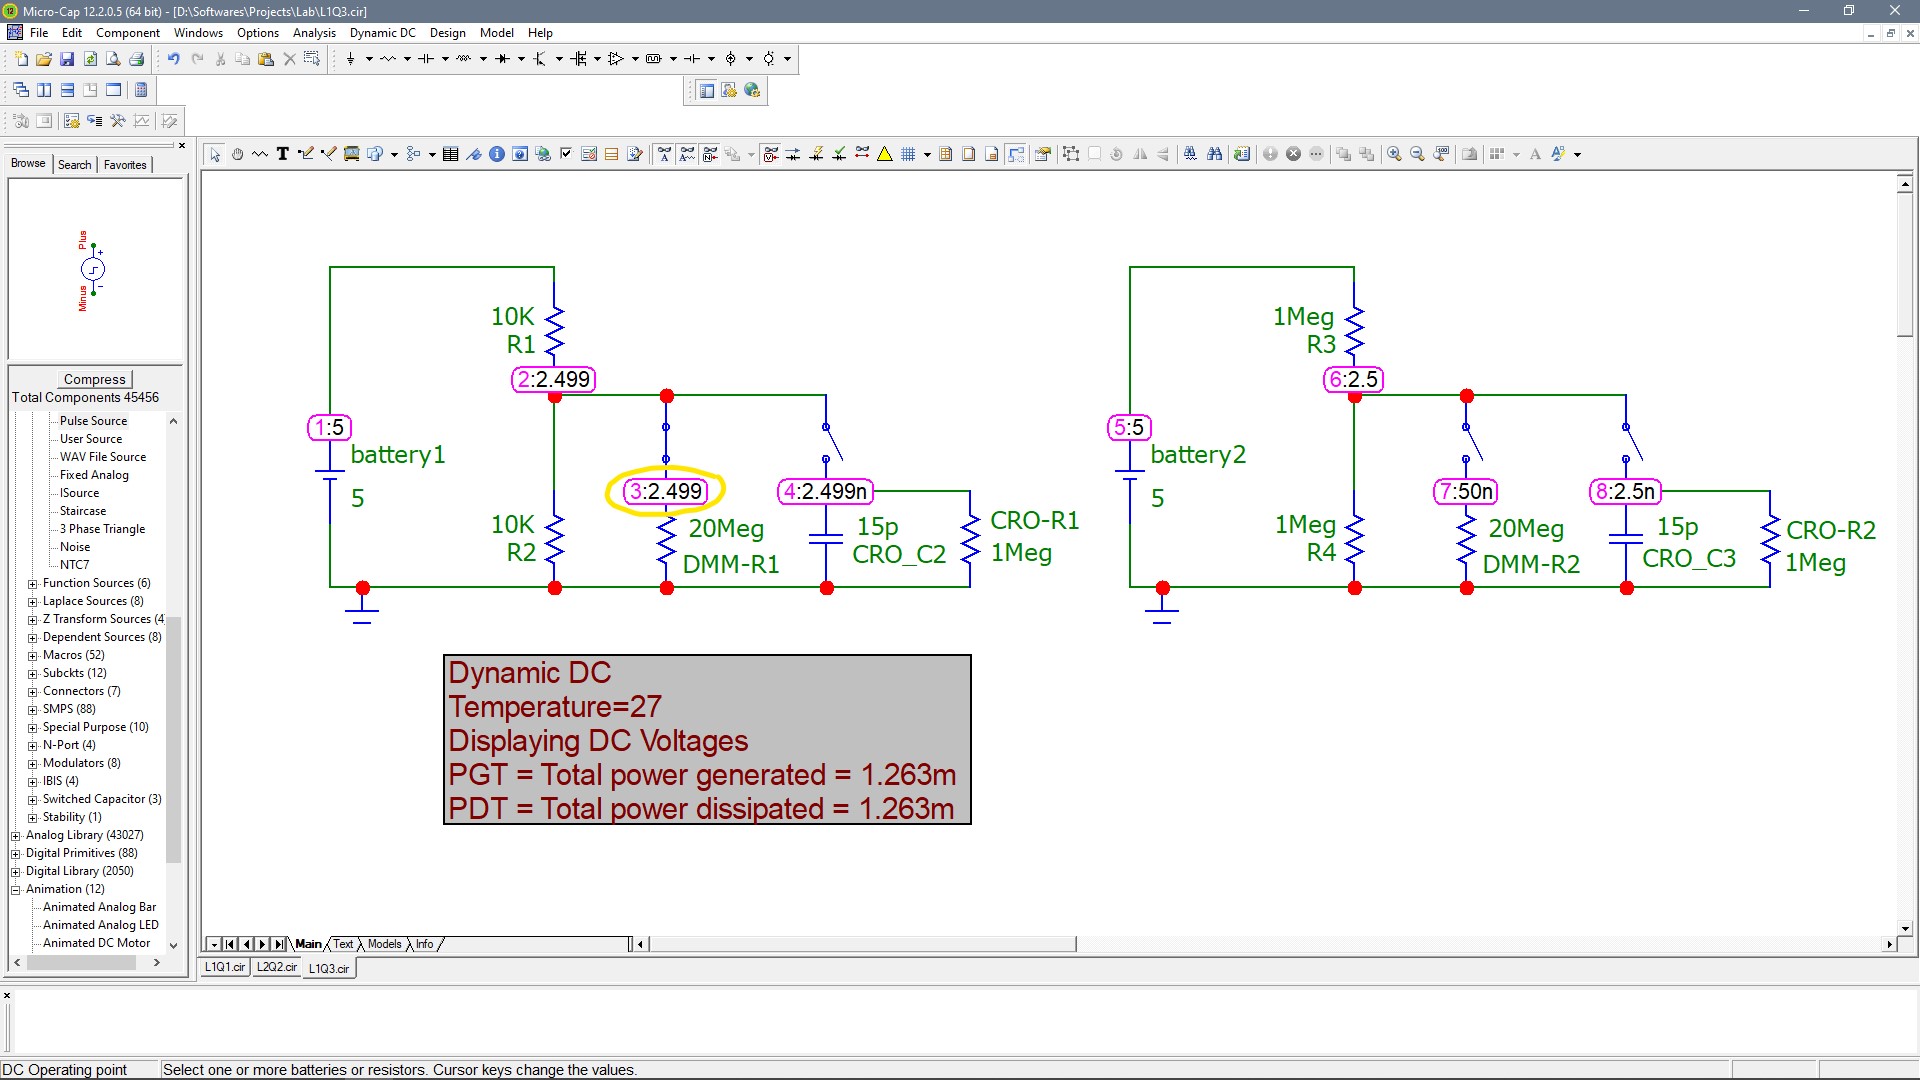 Micro-Cap 12.2.0.5 (64 bit) - [D:\Softwares\Projects\Lab\L1Q3.cir]
File Edit Component Windows Options Analysis Dynamic DC Design Model Help
Browse Search Favorites
Plus
Minus
Compress
Total Components 45456
Pulse Source
User Source
WAV File Source
Fixed Analog
ISource
Staircase
3 Phase Triangle
Noise
NTC7
Function Sources (6)
Laplace Sources (8)
Z Transform Sources (4
Dependent Sources (8)
Macros (52)
Subckts (12)
Connectors (7)
SMPS (88)
Special Purpose (10)
N-Port (4)
Modulators (8)
IBIS (4)
Switched Capacitor (3)
Stability (1)
Analog Library (43027)
Digital Primitives (88)
Digital Library (2050)
Animation (12)
Animated Analog Bar
Animated Analog LED
Animated DC Motor
10K
R1
2:2.499
1:5
battery1
5
10K
R2
3:2.499
20Meg
DMM-R1
4:2.499n
15p
CRO_C2
CRO-R1
1Meg
1Meg
R3
6:2.5
5:5
battery2
5
1Meg
R4
7:50n
20Meg
DMM-R2
8:2.5n
15p
CRO_C3
CRO-R2
1Meg
Dynamic DC
Temperature=27
Displaying DC Voltages
PGT = Total power generated = 1.263m
PDT = Total power dissipated = 1.263m
Main Text Models Info
L1Q1.cir L2Q2.cir L1Q3.cir
DC Operating point Select one or more batteries or resistors. Cursor keys change the values.